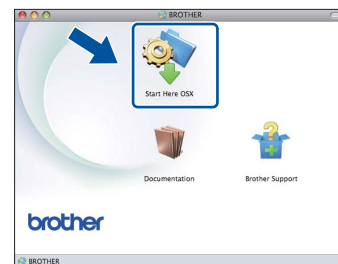 BROTHER
Start Here OSX
Documentation
Brother Support
brother
BROTHER